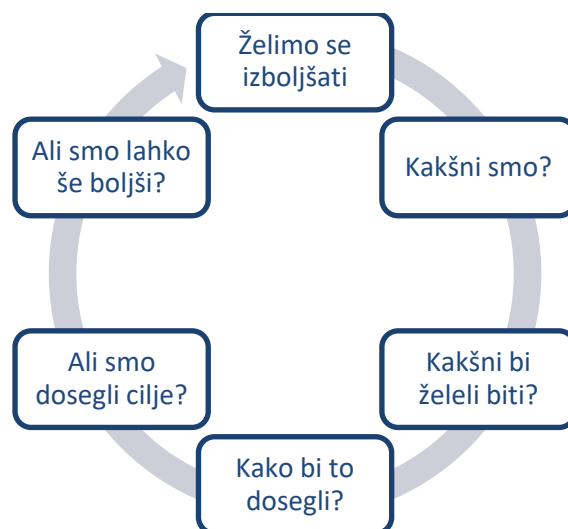 Želimo se
izboljšati
Kakšni smo?
Kakšni bi
želeli biti?
Kako bi to
dosegli?
Ali smo
dosegli cilje?
Ali smo lahko
še boljši?